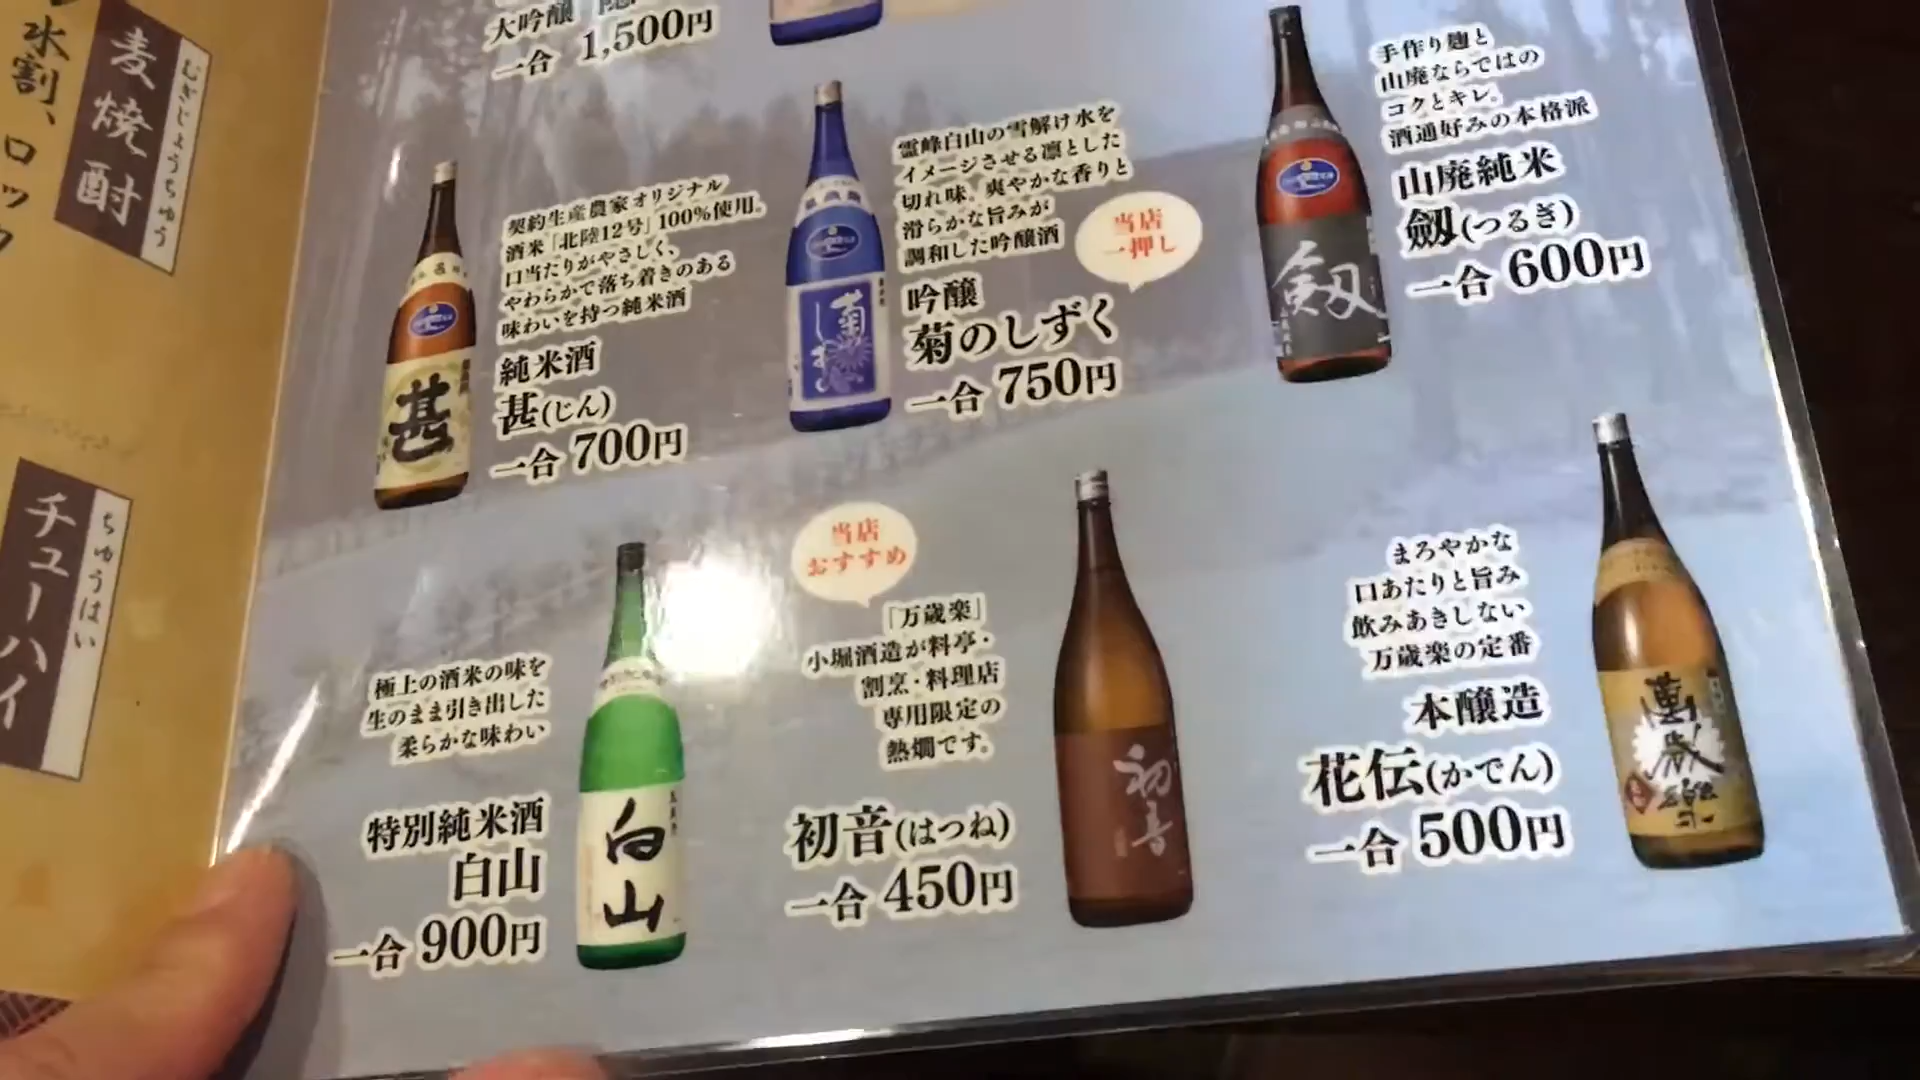 水割、ロック
麦焼酎
むぎじょうちゅう
チューハイ
ちゅうはい
大吟醸
一合 1,500円
契約生産農家オリジナル
酒米「北陸12号」100%使用。
口当たりがやさしく、
やわらかで落ち着きのある
味わいを持つ純米酒
純米酒
甚(じん)
一合 700円
甚
霊峰白山の雪解け水を
イメージさせる凛とした
切れ味。爽やかな香りと
滑らかな旨みが
調和した吟醸酒
当店
一押し
吟醸
菊のしずく
一合 750円
菊
手作り麹と
山廃ならではの
コクとキレ。
酒通好みの本格派
山廃純米
剱(つるぎ)
一合 600円
剱
極上の酒米の味を
生のまま引き出した
柔らかな味わい
特別純米酒
白山
一合 900円
白山
当店
おすすめ
「万歳楽」
小堀酒造が料亭・
割烹・料理店
専用限定の
熱燗です。
初音(はつね)
一合 450円
初音
まろやかな
口あたりと旨み
飲みあきしない
万歳楽の定番
本醸造
花伝(かでん)
一合 500円
萬歳樂